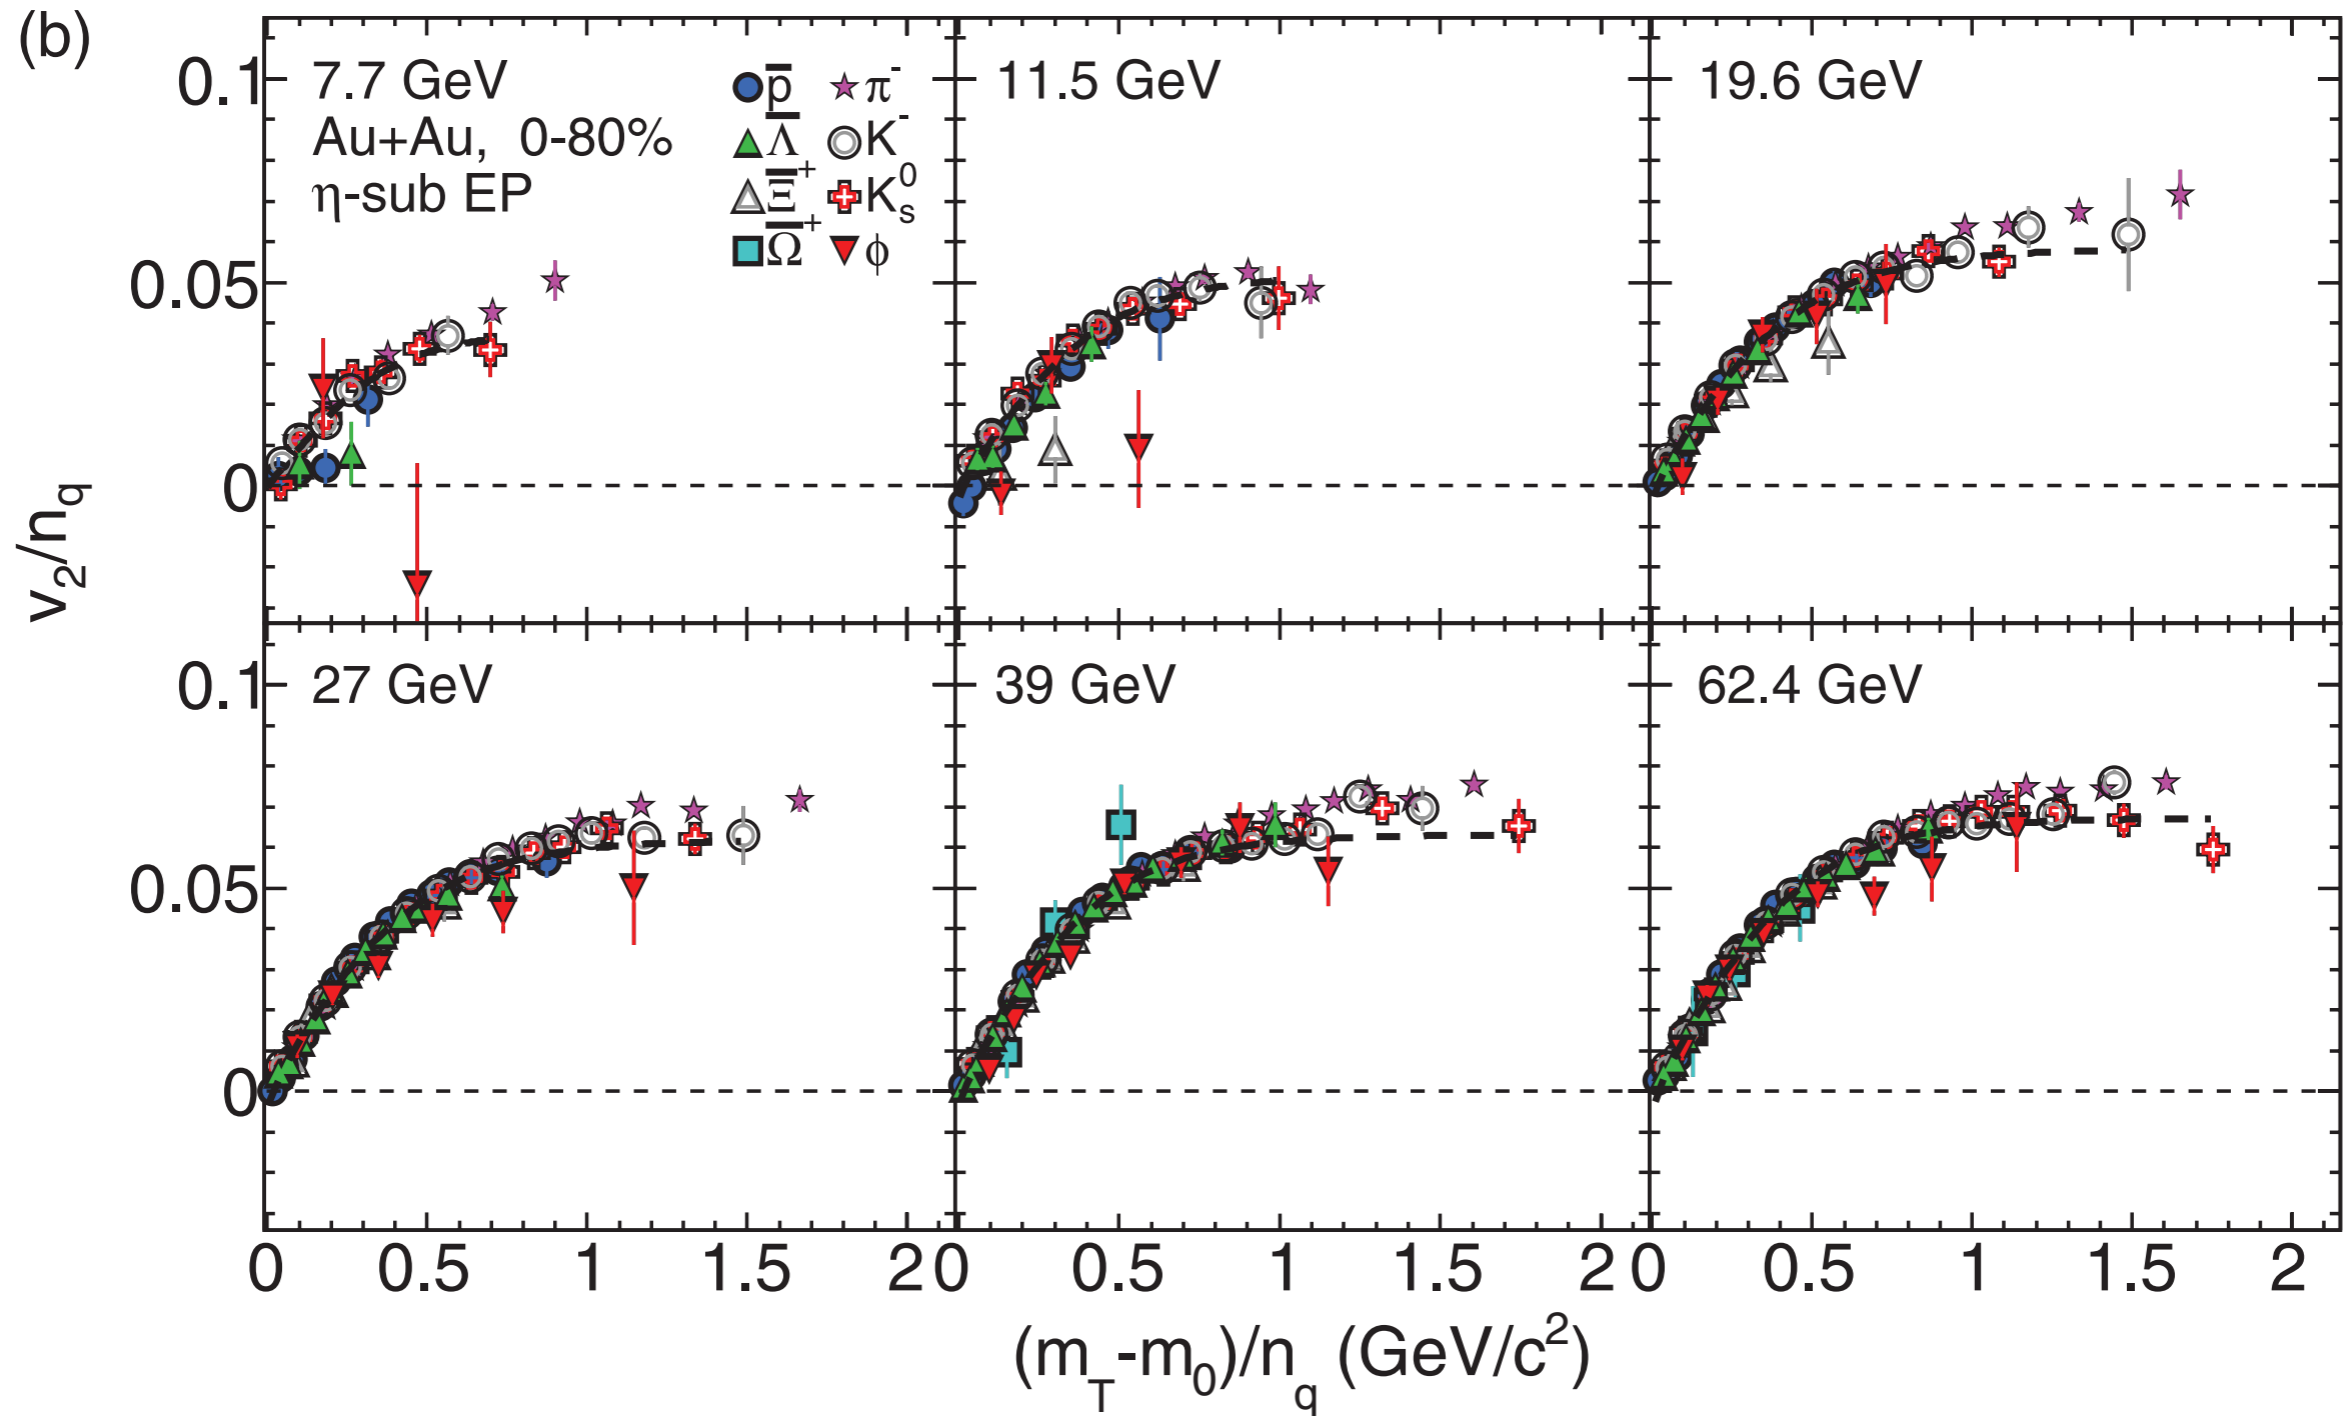 (b)
0.1 7.7 GeV p̅ π⁻ 11.5 GeV 19.6 GeV
Au+Au, 0-80% Λ̅ K⁻
η-sub EP Ξ̅⁺ K⁰ₛ
Ω̅⁺ ϕ
0.05
0
v₂/n_q
0.1 27 GeV 39 GeV 62.4 GeV
0.05
0
0 0.5 1 1.5 2 0 0.5 1 1.5 2 0 0.5 1 1.5 2
(m_T-m₀)/n_q (GeV/c²)